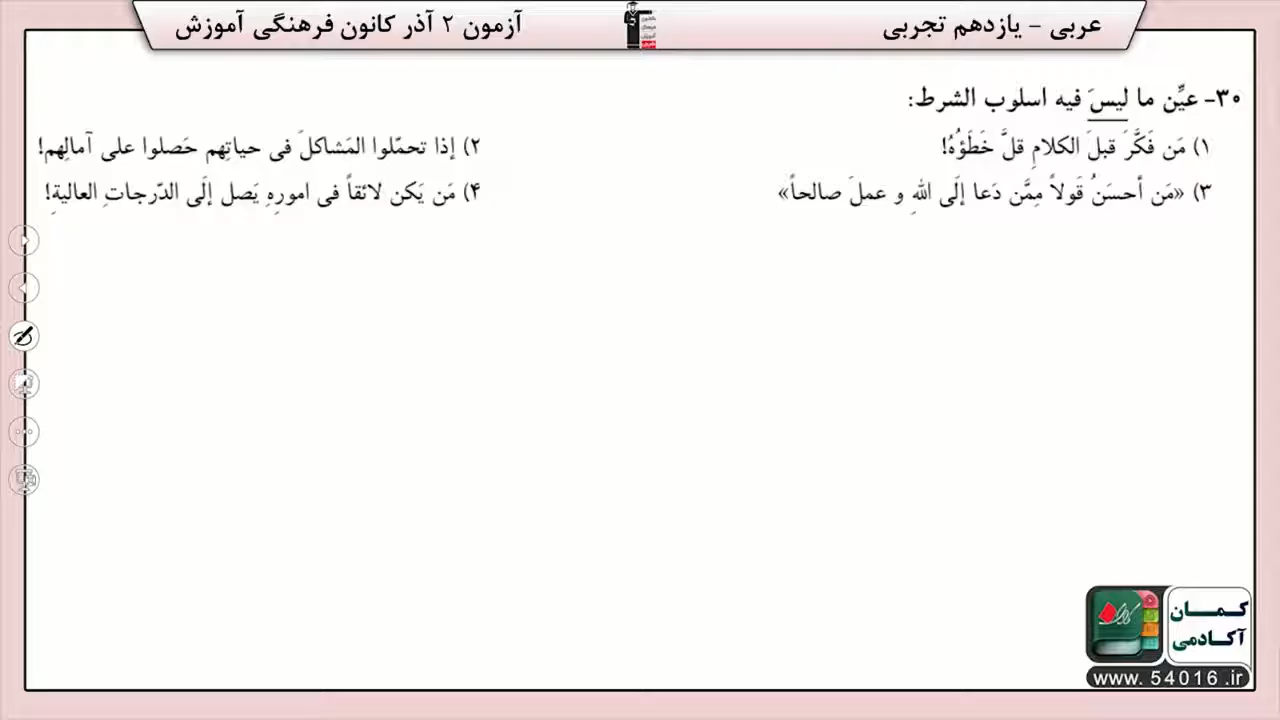 عربی - یازدهم تجربی
آزمون ۲ آذر کانون فرهنگی آموزش
۳۰- عیِّن ما لیسَ فیه اسلوب الشرط:
۱) مَن فَکَّرَ قبلَ الکلامِ قلَّ خَطَؤُهُ!
۲) إذا تحمّلوا المَشاکلَ فی حیاتِهم حَصلوا علی آمالِهم!
۳) «مَن أحسَنُ قَولاً مِمَّن دَعا إلَی اللهِ و عملَ صالحاً»
۴) مَن یَکن لائقاً فی امورِهِ یَصل إلَی الدّرجاتِ العالیةِ!
کـمـــان
آکـادمی
www. 54016 .ir